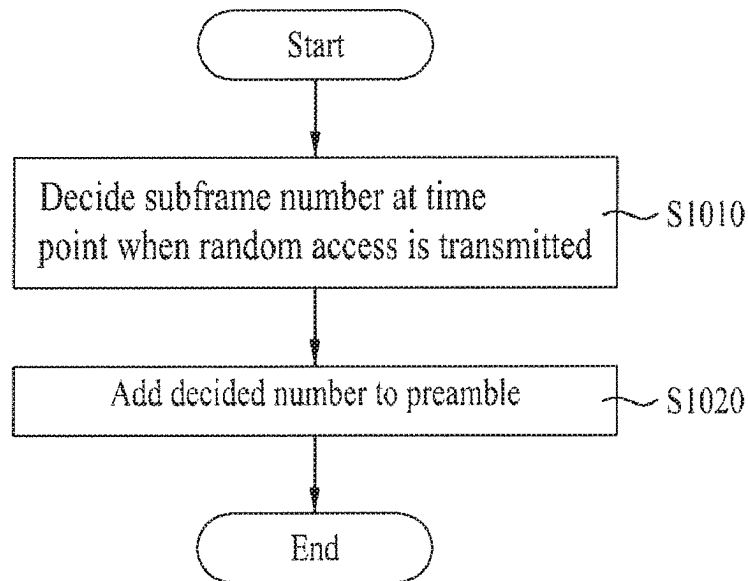 Start
Decide subframe number at time
point when random access is transmitted
S1010
Add decided number to preamble
S1020
End